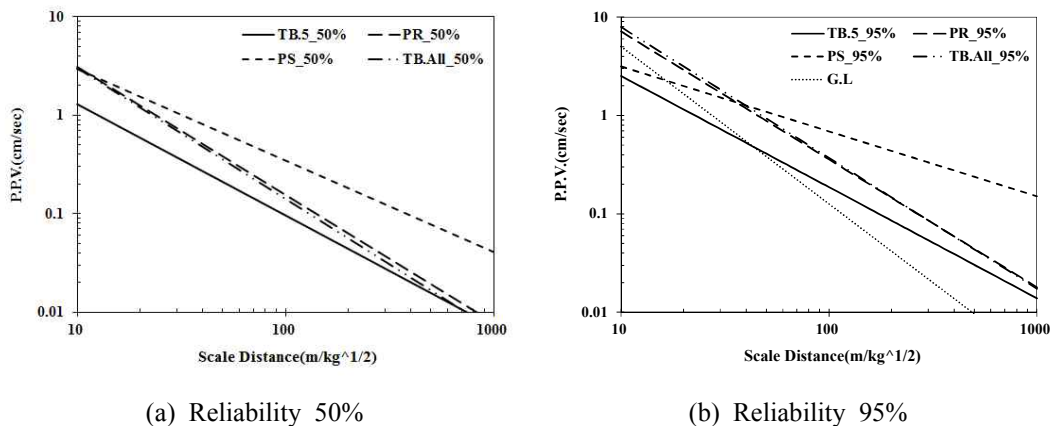 10
1
0.1
0.01
P.P.V.(cm/sec)
TB.5_50% PR_50%
PS_50% TB.All_50%
10 100 1000
Scale Distance(m/kg^1/2)
(a) Reliability 50%
10
1
0.1
0.01
P.P.V.(cm/sec)
TB.5_95% PR_95%
PS_95% TB.All_95%
G.L
10 100 1000
Scale Distance(m/kg^1/2)
(b) Reliability 95%